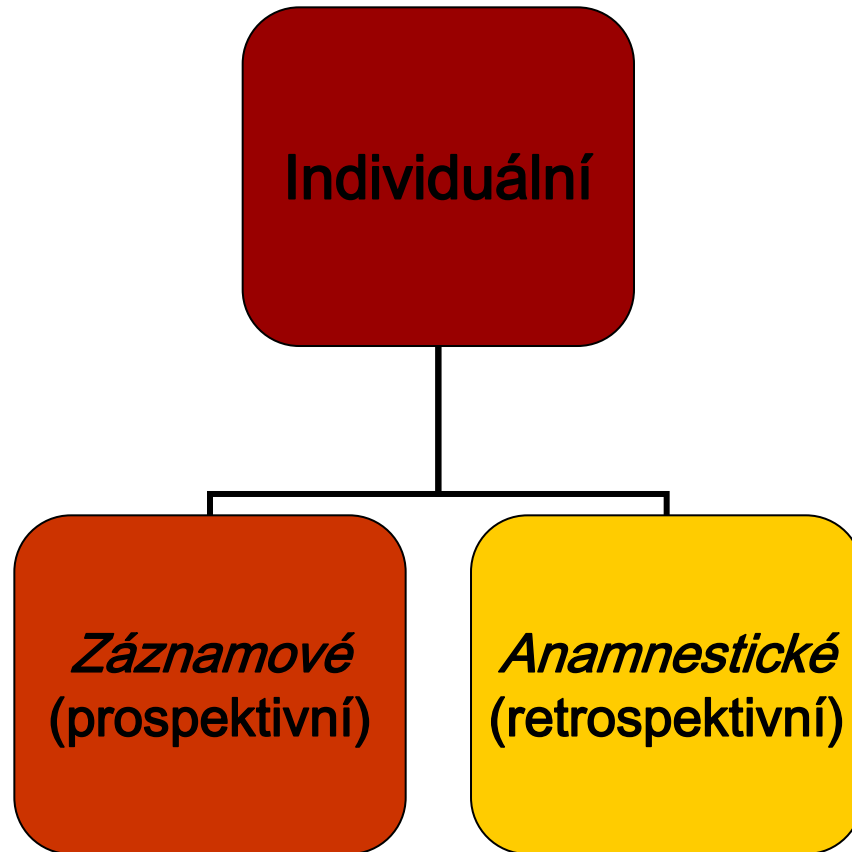 Individuální
Záznamové
(prospektivní)
Anamnestické
(retrospektivní)